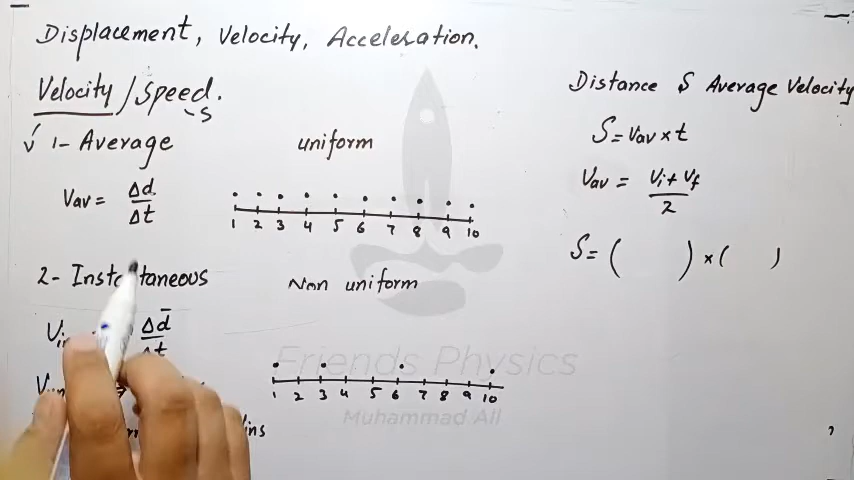 Displacement, Velocity, Acceleration.
Velocity/Speed.
S
1- Average
Vav = Δd/Δt
2- Instantaneous
Δd
Δt
uniform
1 2 3 4 5 6 7 8 9 10
Non uniform
1 2 3 4 5 6 7 8 9 10
Distance & Average Velocity
S = Vav × t
Vav = Vi + Vf / 2
S = ( ) × ( )
Friends Physics
Muhammad Ali